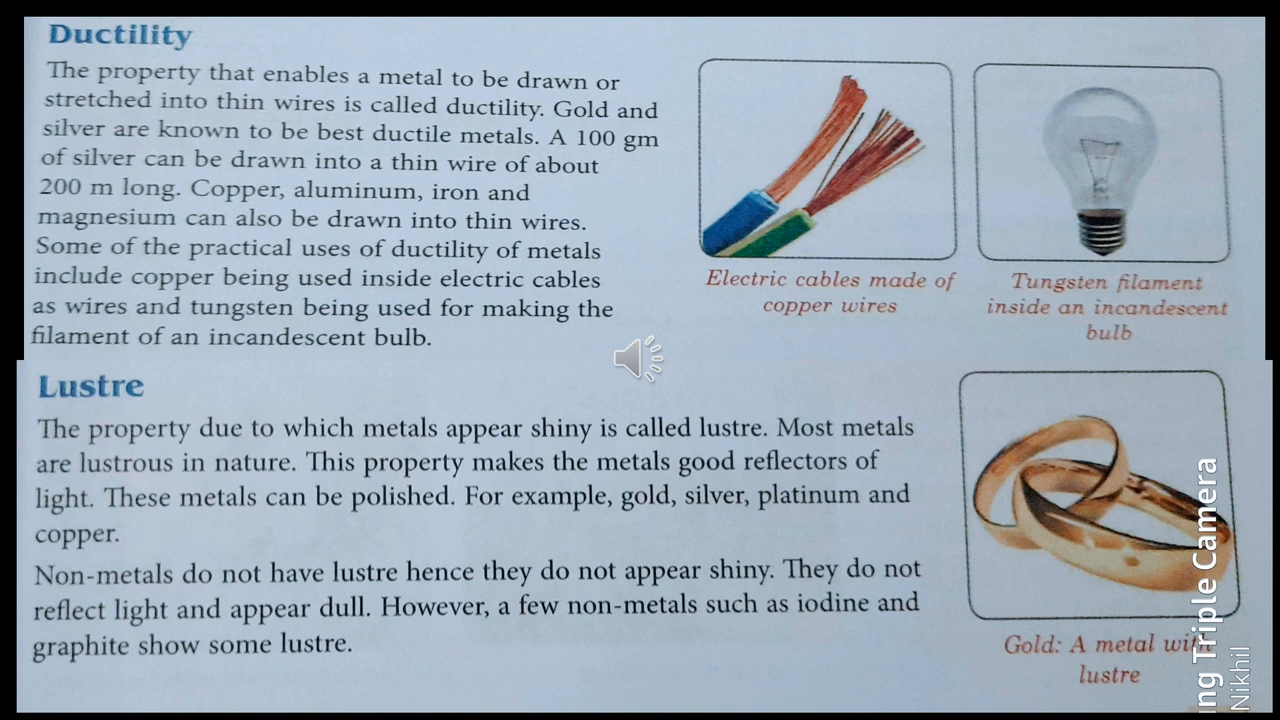 Ductility
The property that enables a metal to be drawn or
stretched into thin wires is called ductility. Gold and
silver are known to be best ductile metals. A 100 gm
of silver can be drawn into a thin wire of about
200 m long. Copper, aluminum, iron and
magnesium can also be drawn into thin wires.
Some of the practical uses of ductility of metals
include copper being used inside electric cables
as wires and tungsten being used for making the
filament of an incandescent bulb.
Electric cables made of
copper wires
Tungsten filament
inside an incandescent
bulb
Lustre
The property due to which metals appear shiny is called lustre. Most metals
are lustrous in nature. This property makes the metals good reflectors of
light. These metals can be polished. For example, gold, silver, platinum and
copper.
Non-metals do not have lustre hence they do not appear shiny. They do not
reflect light and appear dull. However, a few non-metals such as iodine and
graphite show some lustre.
Gold: A metal with
lustre
Triple Camera
Nikhil